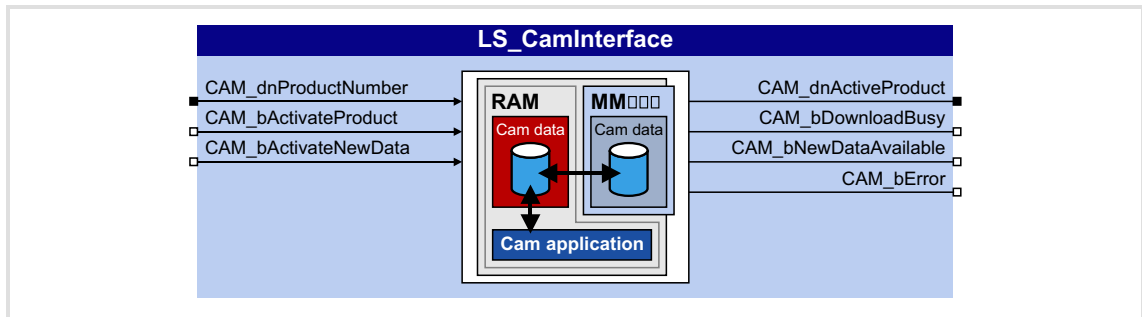 LS_CamInterface
CAM_dnProductNumber
CAM_bActivateProduct
CAM_bActivateNewData
RAM
Cam data
MM□□□
Cam data
Cam application
CAM_dnActiveProduct
CAM_bDownloadBusy
CAM_bNewDataAvailable
CAM_bError